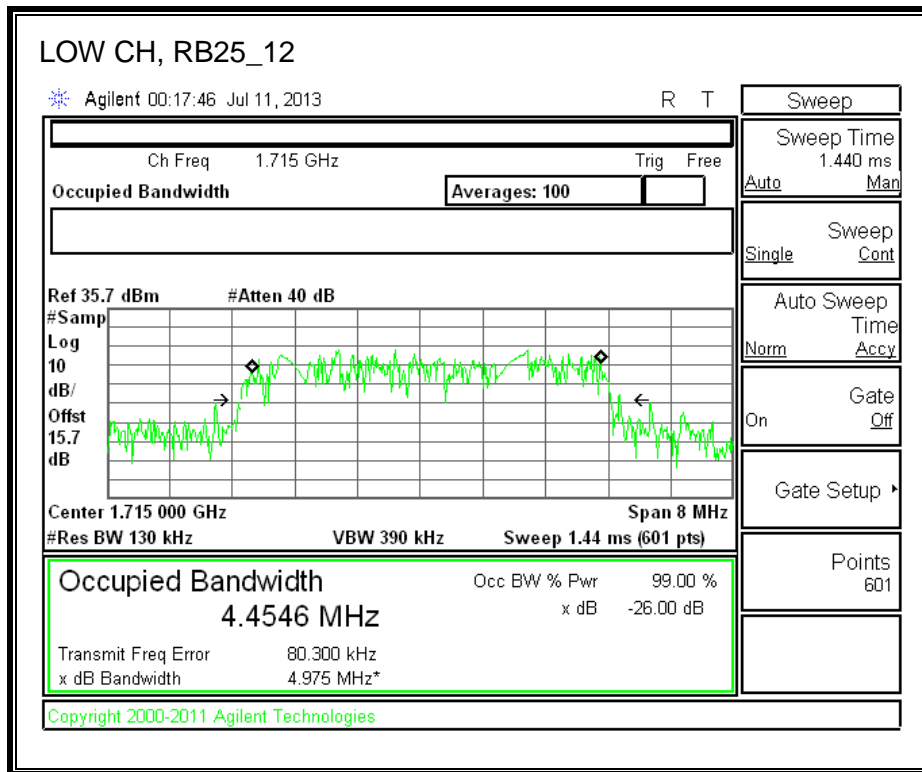 LOW CH, RB25_12
Agilent 00:17:46 Jul 11, 2013 R T
Ch Freq 1.715 GHz Trig Free
Occupied Bandwidth Averages: 100
Ref 35.7 dBm #Atten 40 dB
#Samp
Log
10
dB/
Offst
15.7
dB
Center 1.715 000 GHz Span 8 MHz
#Res BW 130 kHz VBW 390 kHz Sweep 1.44 ms (601 pts)
Occupied Bandwidth Occ BW % Pwr 99.00 %
4.4546 MHz x dB -26.00 dB
Transmit Freq Error 80.300 kHz
x dB Bandwidth 4.975 MHz*
Copyright 2000-2011 Agilent Technologies
Sweep
Sweep Time
1.440 ms
Auto Man
Sweep
Single Cont
Auto Sweep
Time
Norm Accy
Gate
On Off
Gate Setup
Points
601